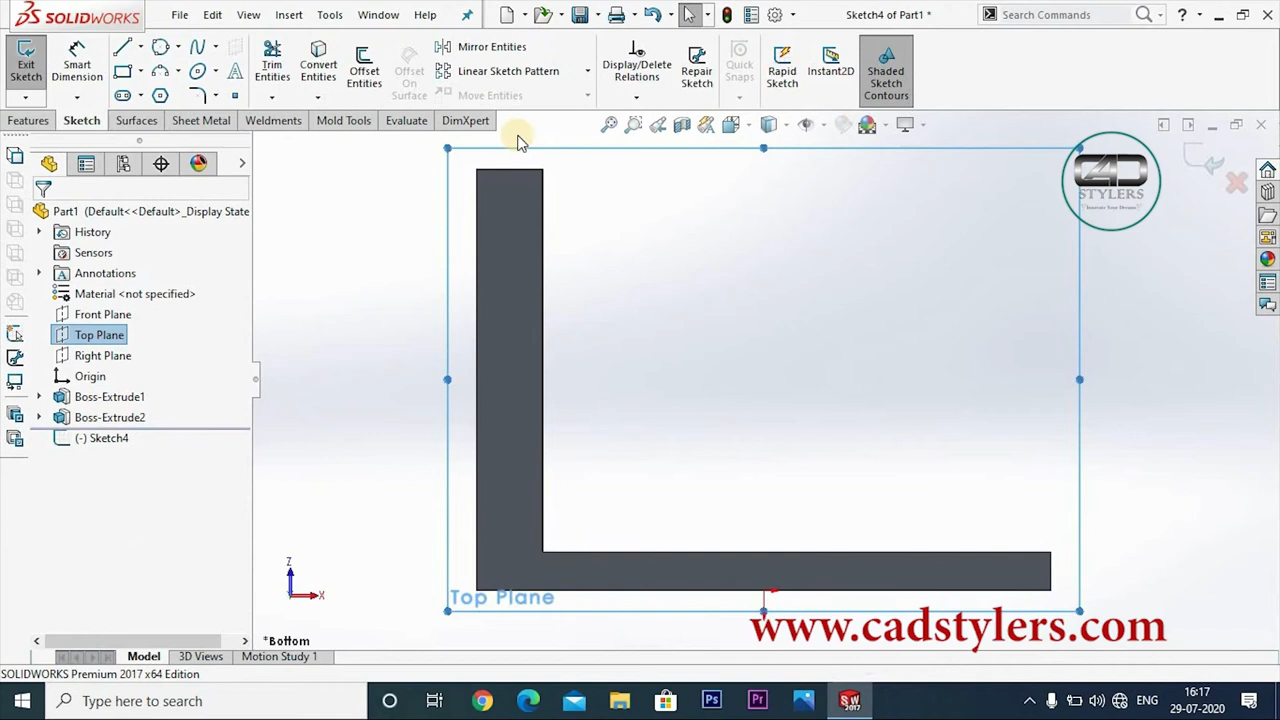 SOLIDWORKS
File Edit View Insert Tools Window Help
Sketch4 of Part1 *
Search Commands
?
Exit Sketch
Smart Dimension
Trim Entities
Convert Entities
Offset Entities
Offset On Surface
Mirror Entities
Linear Sketch Pattern
Move Entities
Display/Delete Relations
Repair Sketch
Quick Snaps
Rapid Sketch
Instant2D
Shaded Sketch Contours
Features Sketch Surfaces Sheet Metal Weldments Mold Tools Evaluate DimXpert
CAD
STYLERS
Part1 (Default<<Default>_Display State
History
Sensors
Annotations
Material <not specified>
Front Plane
Top Plane
Right Plane
Origin
Boss-Extrude1
Boss-Extrude2
(-) Sketch4
Z
X
Top Plane
*Bottom
www.cadstylers.com
Model 3D Views Motion Study 1
SOLIDWORKS Premium 2017 x64 Edition
Type here to search
Ps
Pr
SW
2017
ENG
16:17
29-07-2020